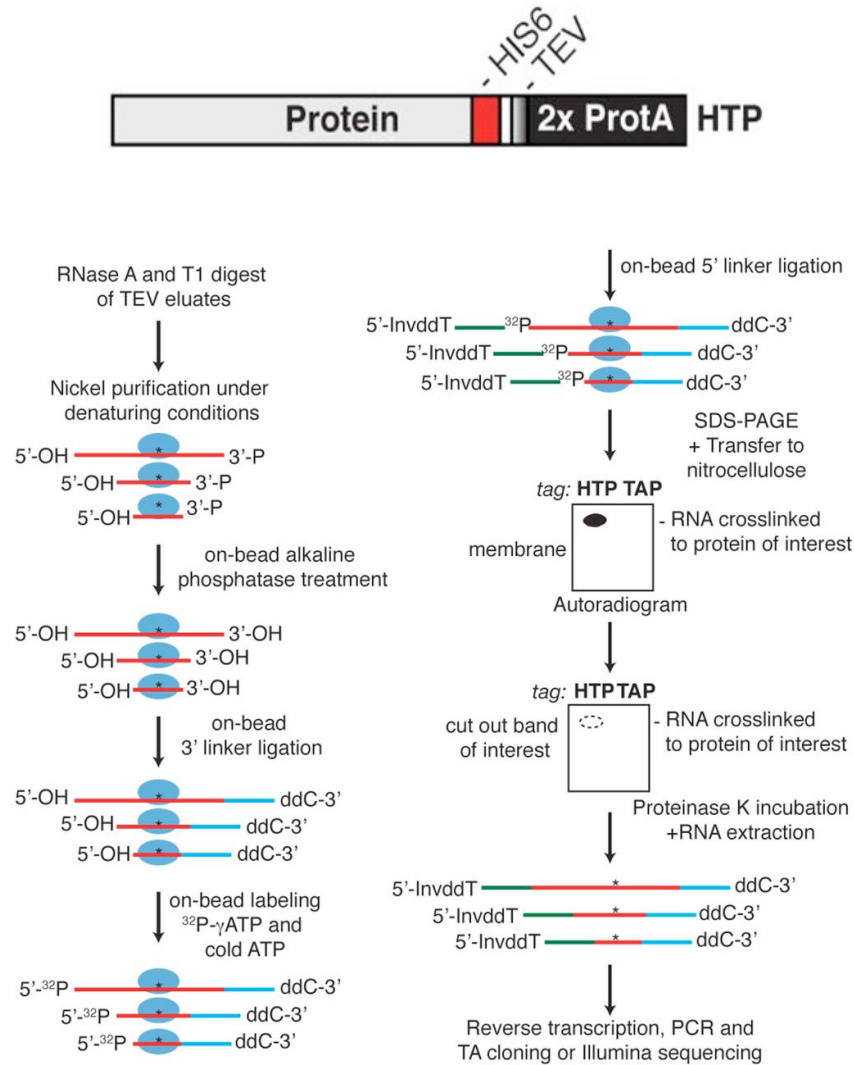 - HIS6
- TEV
Protein
2x ProtA
HTP
RNase A and T1 digest
of TEV eluates
Nickel purification under
denaturing conditions
5’-OH * 3’-P
5’-OH * 3’-P
5’-OH * 3’-P
on-bead alkaline
phosphatase treatment
5’-OH * 3’-OH
5’-OH * 3’-OH
5’-OH * 3’-OH
on-bead
3’ linker ligation
5’-OH * ddC-3’
5’-OH * ddC-3’
5’-OH * ddC-3’
on-bead labeling
³²P-γATP and
cold ATP
5’-³²P * ddC-3’
5’-³²P * ddC-3’
5’-³²P * ddC-3’
on-bead 5’ linker ligation
5’-InvddT ³²P * ddC-3’
5’-InvddT ³²P * ddC-3’
5’-InvddT ³²P * ddC-3’
SDS-PAGE
+ Transfer to
nitrocellulose
tag: HTP TAP
membrane
- RNA crosslinked
to protein of interest
Autoradiogram
tag: HTP TAP
cut out band
of interest
- RNA crosslinked
to protein of interest
Proteinase K incubation
+RNA extraction
5’-InvddT * ddC-3’
5’-InvddT * ddC-3’
5’-InvddT * ddC-3’
Reverse transcription, PCR and
TA cloning or Illumina sequencing